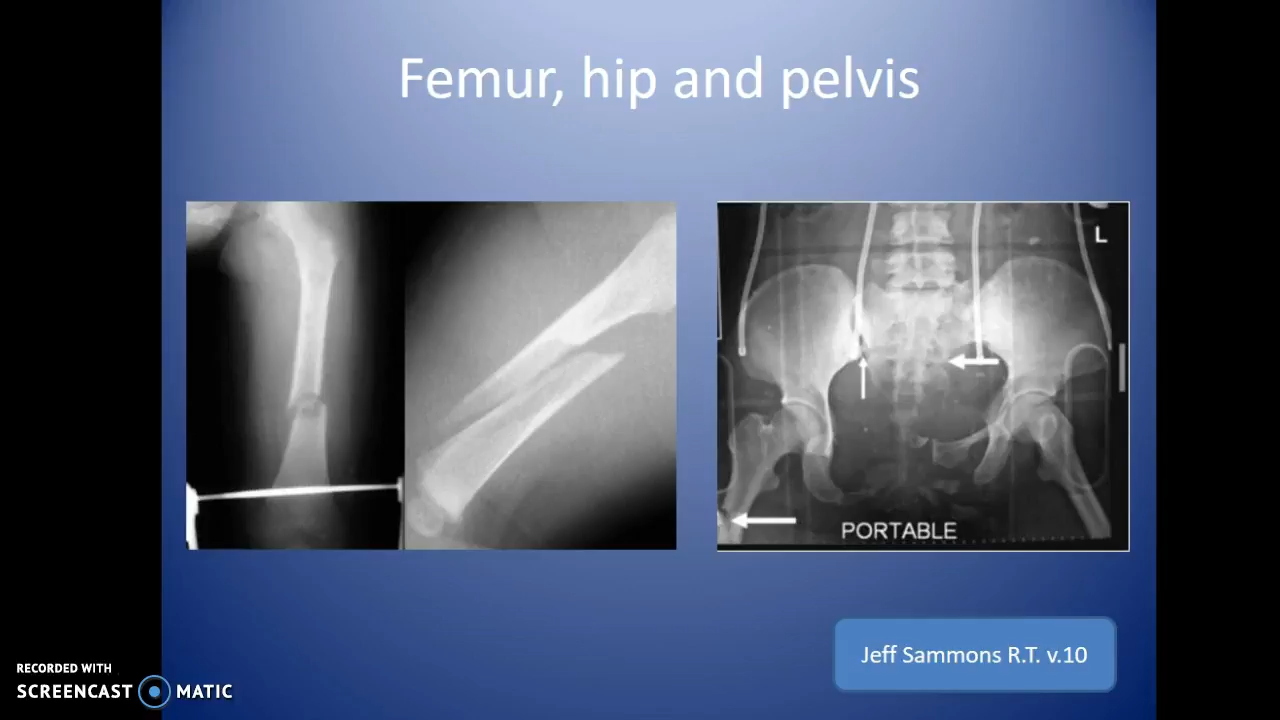 Femur, hip and pelvis
L
PORTABLE
Jeff Sammons R.T. v.10
RECORDED WITH
SCREENCAST MATIC